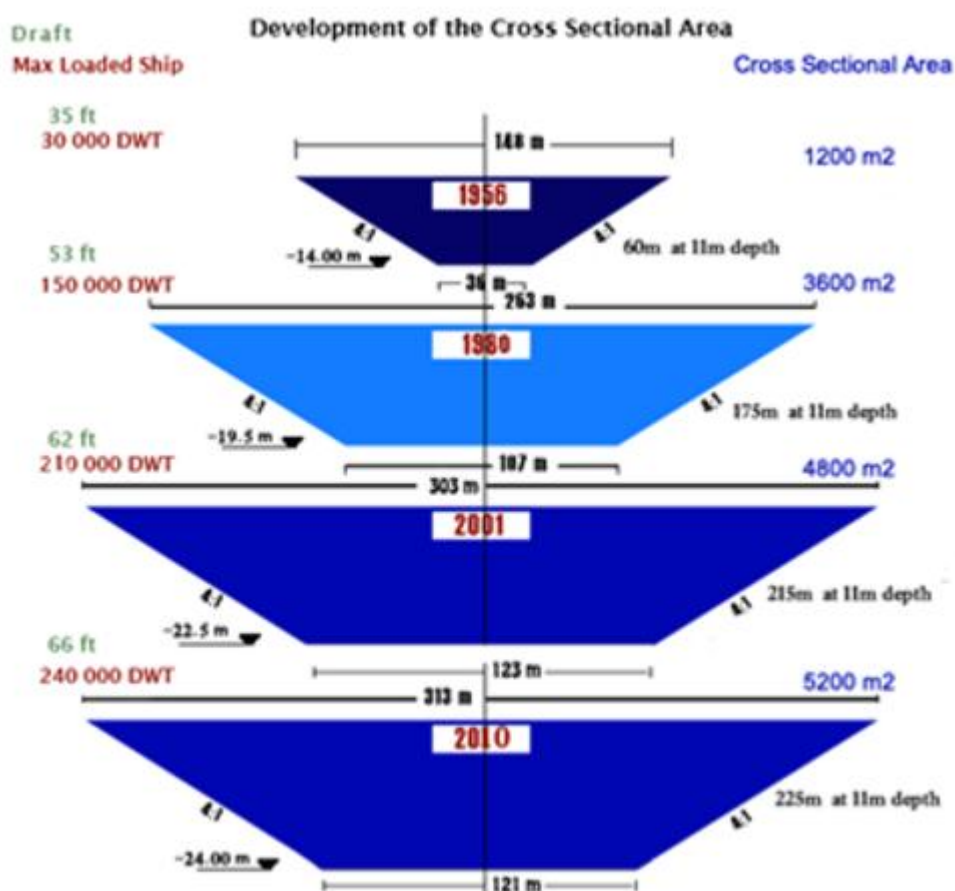 Development of the Cross Sectional Area
Draft
Max Loaded Ship
Cross Sectional Area
35 ft
30 000 DWT
148 m
1200 m2
1956
4:1
4:1
-14.00 m
60m at 11m depth
36 m
53 ft
150 000 DWT
263 m
3600 m2
1980
4:1
4:1
175m at 11m depth
-19.5 m
107 m
62 ft
210 000 DWT
303 m
4800 m2
2001
4:1
4:1
215m at 11m depth
-22.5 m
123 m
66 ft
240 000 DWT
313 m
5200 m2
2010
4:1
4:1
225m at 11m depth
-24.00 m
121 m